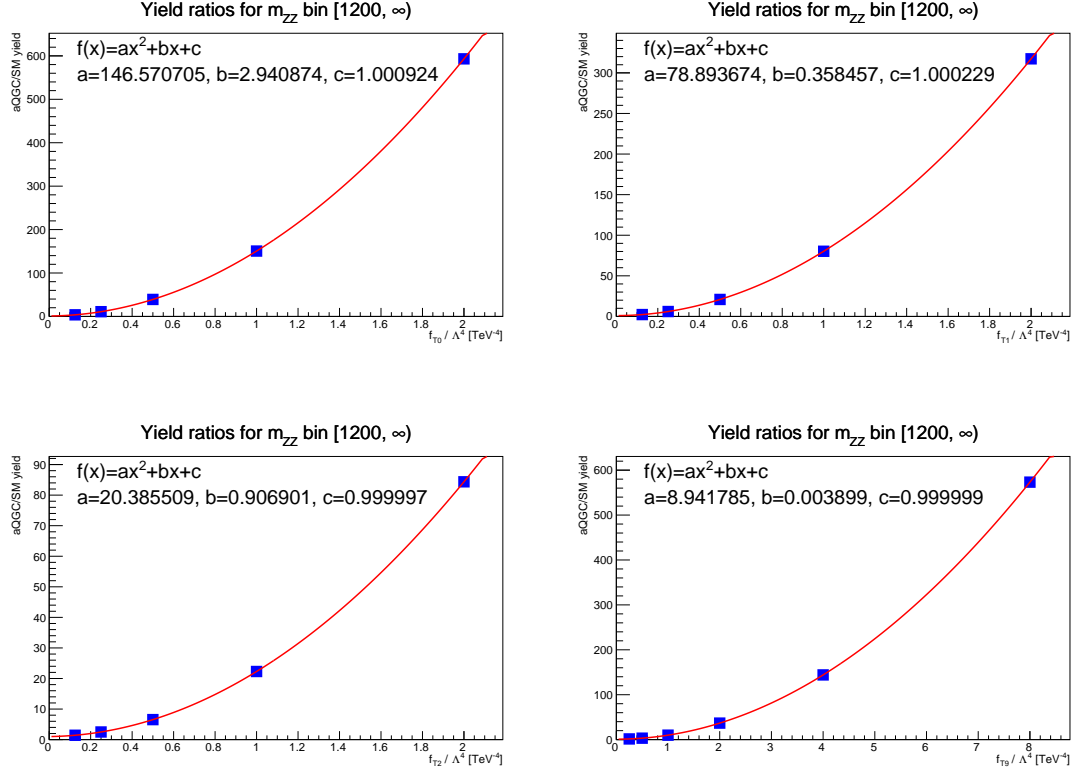 Yield ratios for m_ZZ bin [1200, ∞)
aQGC/SM yield
f(x)=ax²+bx+c
a=146.570705, b=2.940874, c=1.000924
600
500
400
300
200
100
0
0 0.2 0.4 0.6 0.8 1 1.2 1.4 1.6 1.8 2
f_T0 / Λ⁴ [TeV⁻⁴]
Yield ratios for m_ZZ bin [1200, ∞)
aQGC/SM yield
f(x)=ax²+bx+c
a=78.893674, b=0.358457, c=1.000229
300
250
200
150
100
50
0
0 0.2 0.4 0.6 0.8 1 1.2 1.4 1.6 1.8 2
f_T1 / Λ⁴ [TeV⁻⁴]
Yield ratios for m_ZZ bin [1200, ∞)
aQGC/SM yield
f(x)=ax²+bx+c
a=20.385509, b=0.906901, c=0.999997
90
80
70
60
50
40
30
20
10
0
0 0.2 0.4 0.6 0.8 1 1.2 1.4 1.6 1.8 2
f_T2 / Λ⁴ [TeV⁻⁴]
Yield ratios for m_ZZ bin [1200, ∞)
aQGC/SM yield
f(x)=ax²+bx+c
a=8.941785, b=0.003899, c=0.999999
600
500
400
300
200
100
0
0 1 2 3 4 5 6 7 8
f_T9 / Λ⁴ [TeV⁻⁴]